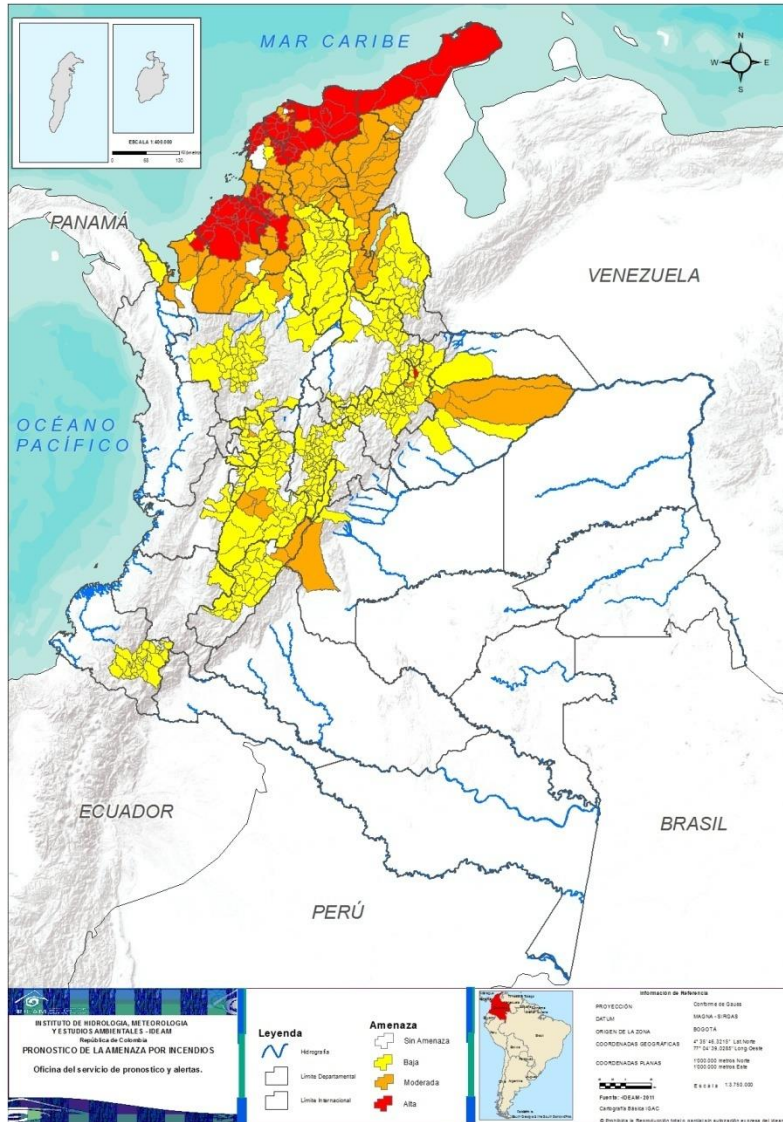 MAR CARIBE
N
W E
S
ESCALA 1:400.000
PANAMÁ
VENEZUELA
OCÉANO
PACÍFICO
ECUADOR
BRASIL
PERÚ
INSTITUTO DE HIDROLOGIA, METEOROLOGIA
Y ESTUDIOS AMBIENTALES - IDEAM
República de Colombia
PRONOSTICO DE LA AMENAZA POR INCENDIOS
Oficina del servicio de pronostico y alertas.
Leyenda
Hidrografía
Límite Departamental
Límite Internacional
Amenaza
Sin Amenaza
Baja
Moderada
Alta
Información de Referencia
PROYECCIÓN Conforme de Gauss
DATUM MAGNA - SIRGAS
ORIGEN DE LA ZONA BOGOTÁ
COORDENADAS GEOGRÁFICAS
COORDENADAS PLANAS 1'000.000 metros Norte
1'000.000 metros Este
Escala 1:3.750.000
Fuente: -IDEAM- 2011
Cartografía Básica IGAC